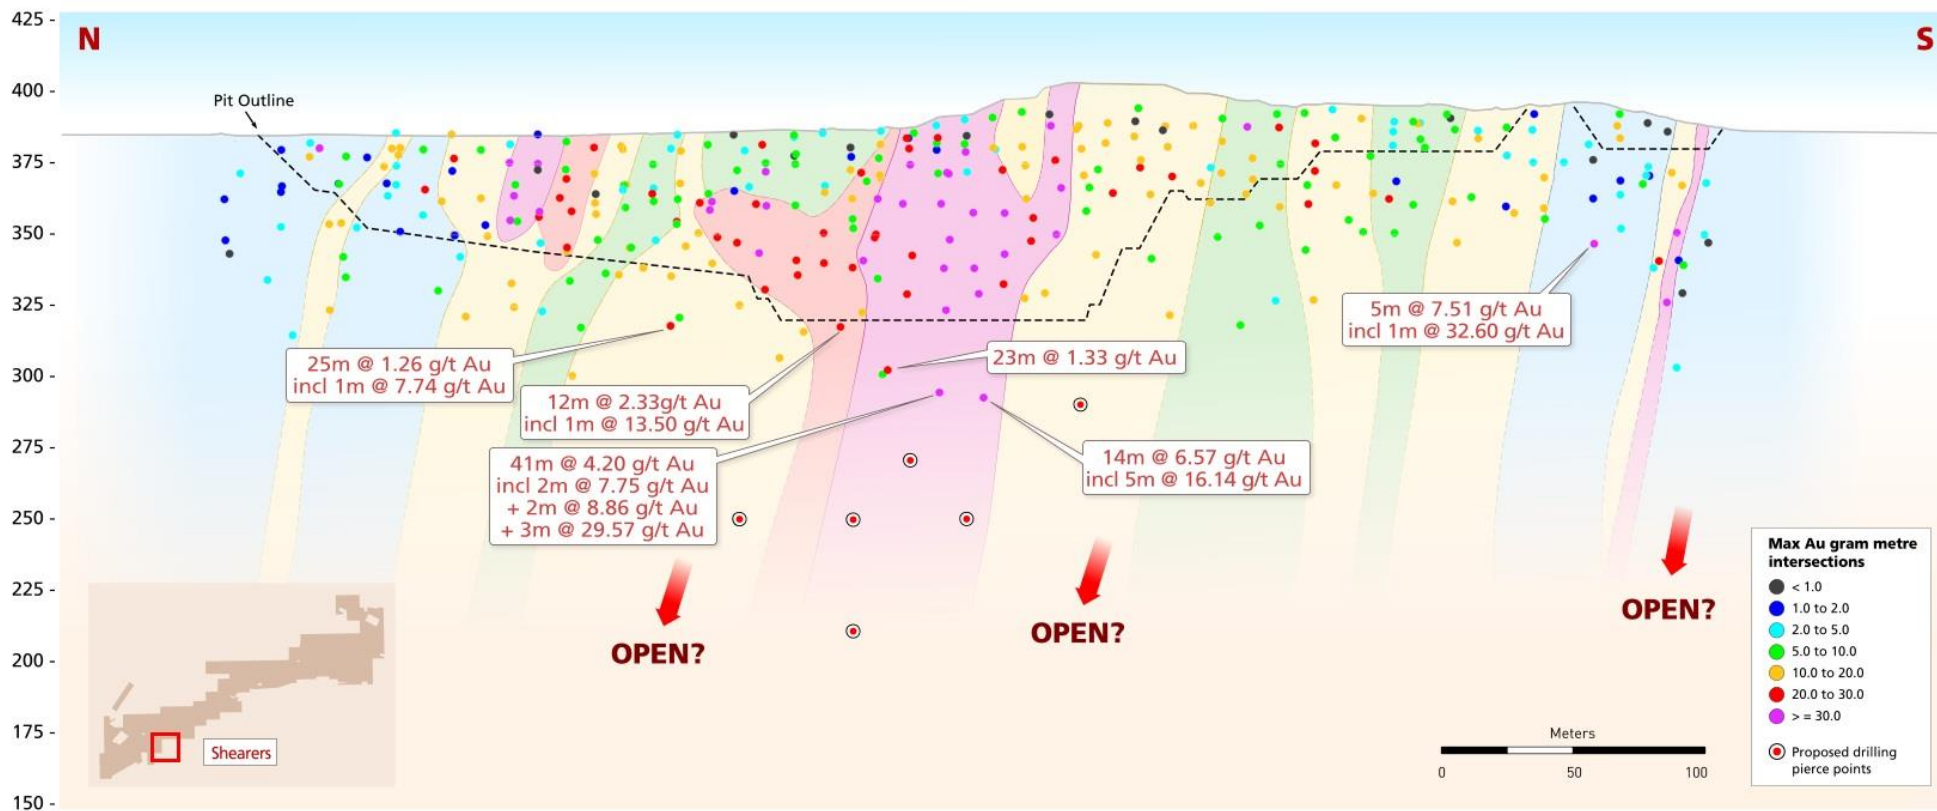 425 -
N
S
400 -
Pit Outline
375 -
350 -
325 -
5m @ 7.51 g/t Au
incl 1m @ 32.60 g/t Au
25m @ 1.26 g/t Au
incl 1m @ 7.74 g/t Au
23m @ 1.33 g/t Au
300 -
12m @ 2.33g/t Au
incl 1m @ 13.50 g/t Au
275 -
41m @ 4.20 g/t Au
incl 2m @ 7.75 g/t Au
+ 2m @ 8.86 g/t Au
+ 3m @ 29.57 g/t Au
14m @ 6.57 g/t Au
incl 5m @ 16.14 g/t Au
250 -
225 -
OPEN?
OPEN?
OPEN?
200 -
175 -
150 -
Shearers
Meters
0 50 100
Max Au gram metre
intersections
< 1.0
1.0 to 2.0
2.0 to 5.0
5.0 to 10.0
10.0 to 20.0
20.0 to 30.0
> = 30.0
Proposed drilling
pierce points